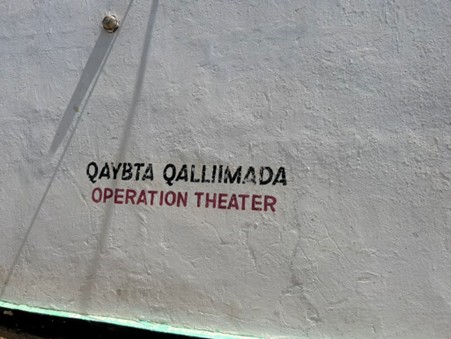 QAYBTA QALLIIMADA
OPERATION THEATER